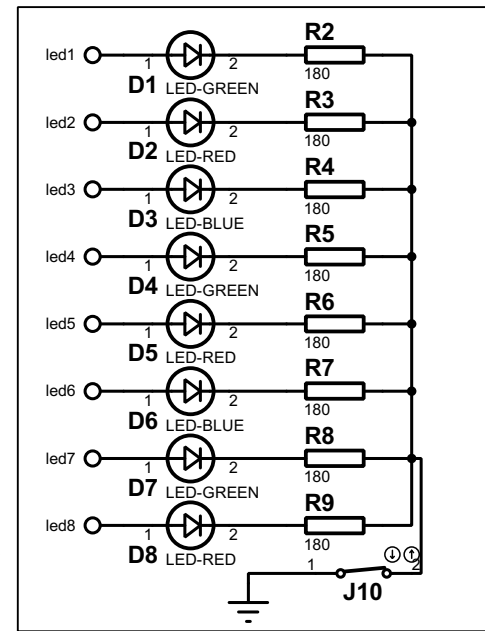 R2
led1 1 2
180
D1 LED-GREEN
R3
led2 1 2
180
D2 LED-RED
R4
led3 1 2
180
D3 LED-BLUE
R5
led4 1 2
180
D4 LED-GREEN
R6
led5 1 2
180
D5 LED-RED
R7
led6 1 2
180
D6 LED-BLUE
R8
led7 1 2
180
D7 LED-GREEN
R9
led8 1 2
180
D8 LED-RED
1 2
J10